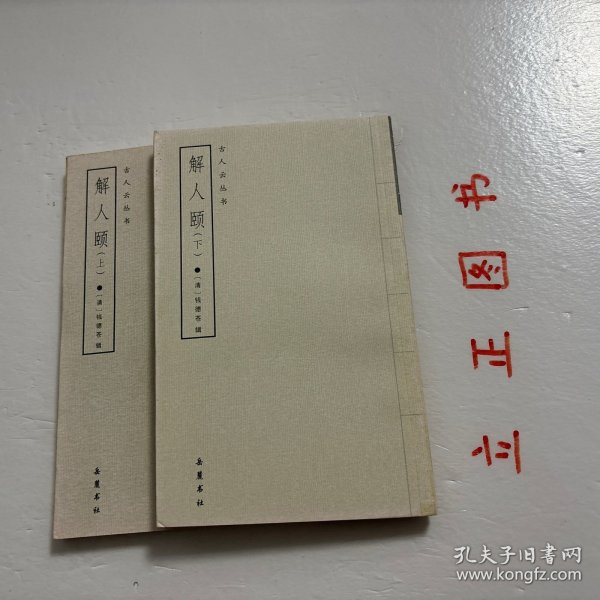 古人云丛书
解人颐（上）●〔清〕钱德苍 辑
岳麓书社
古人云丛书
解人颐（下）●〔清〕钱德苍 辑
岳麓书社
立正图书
孔夫子旧书网
www.kongfz.com